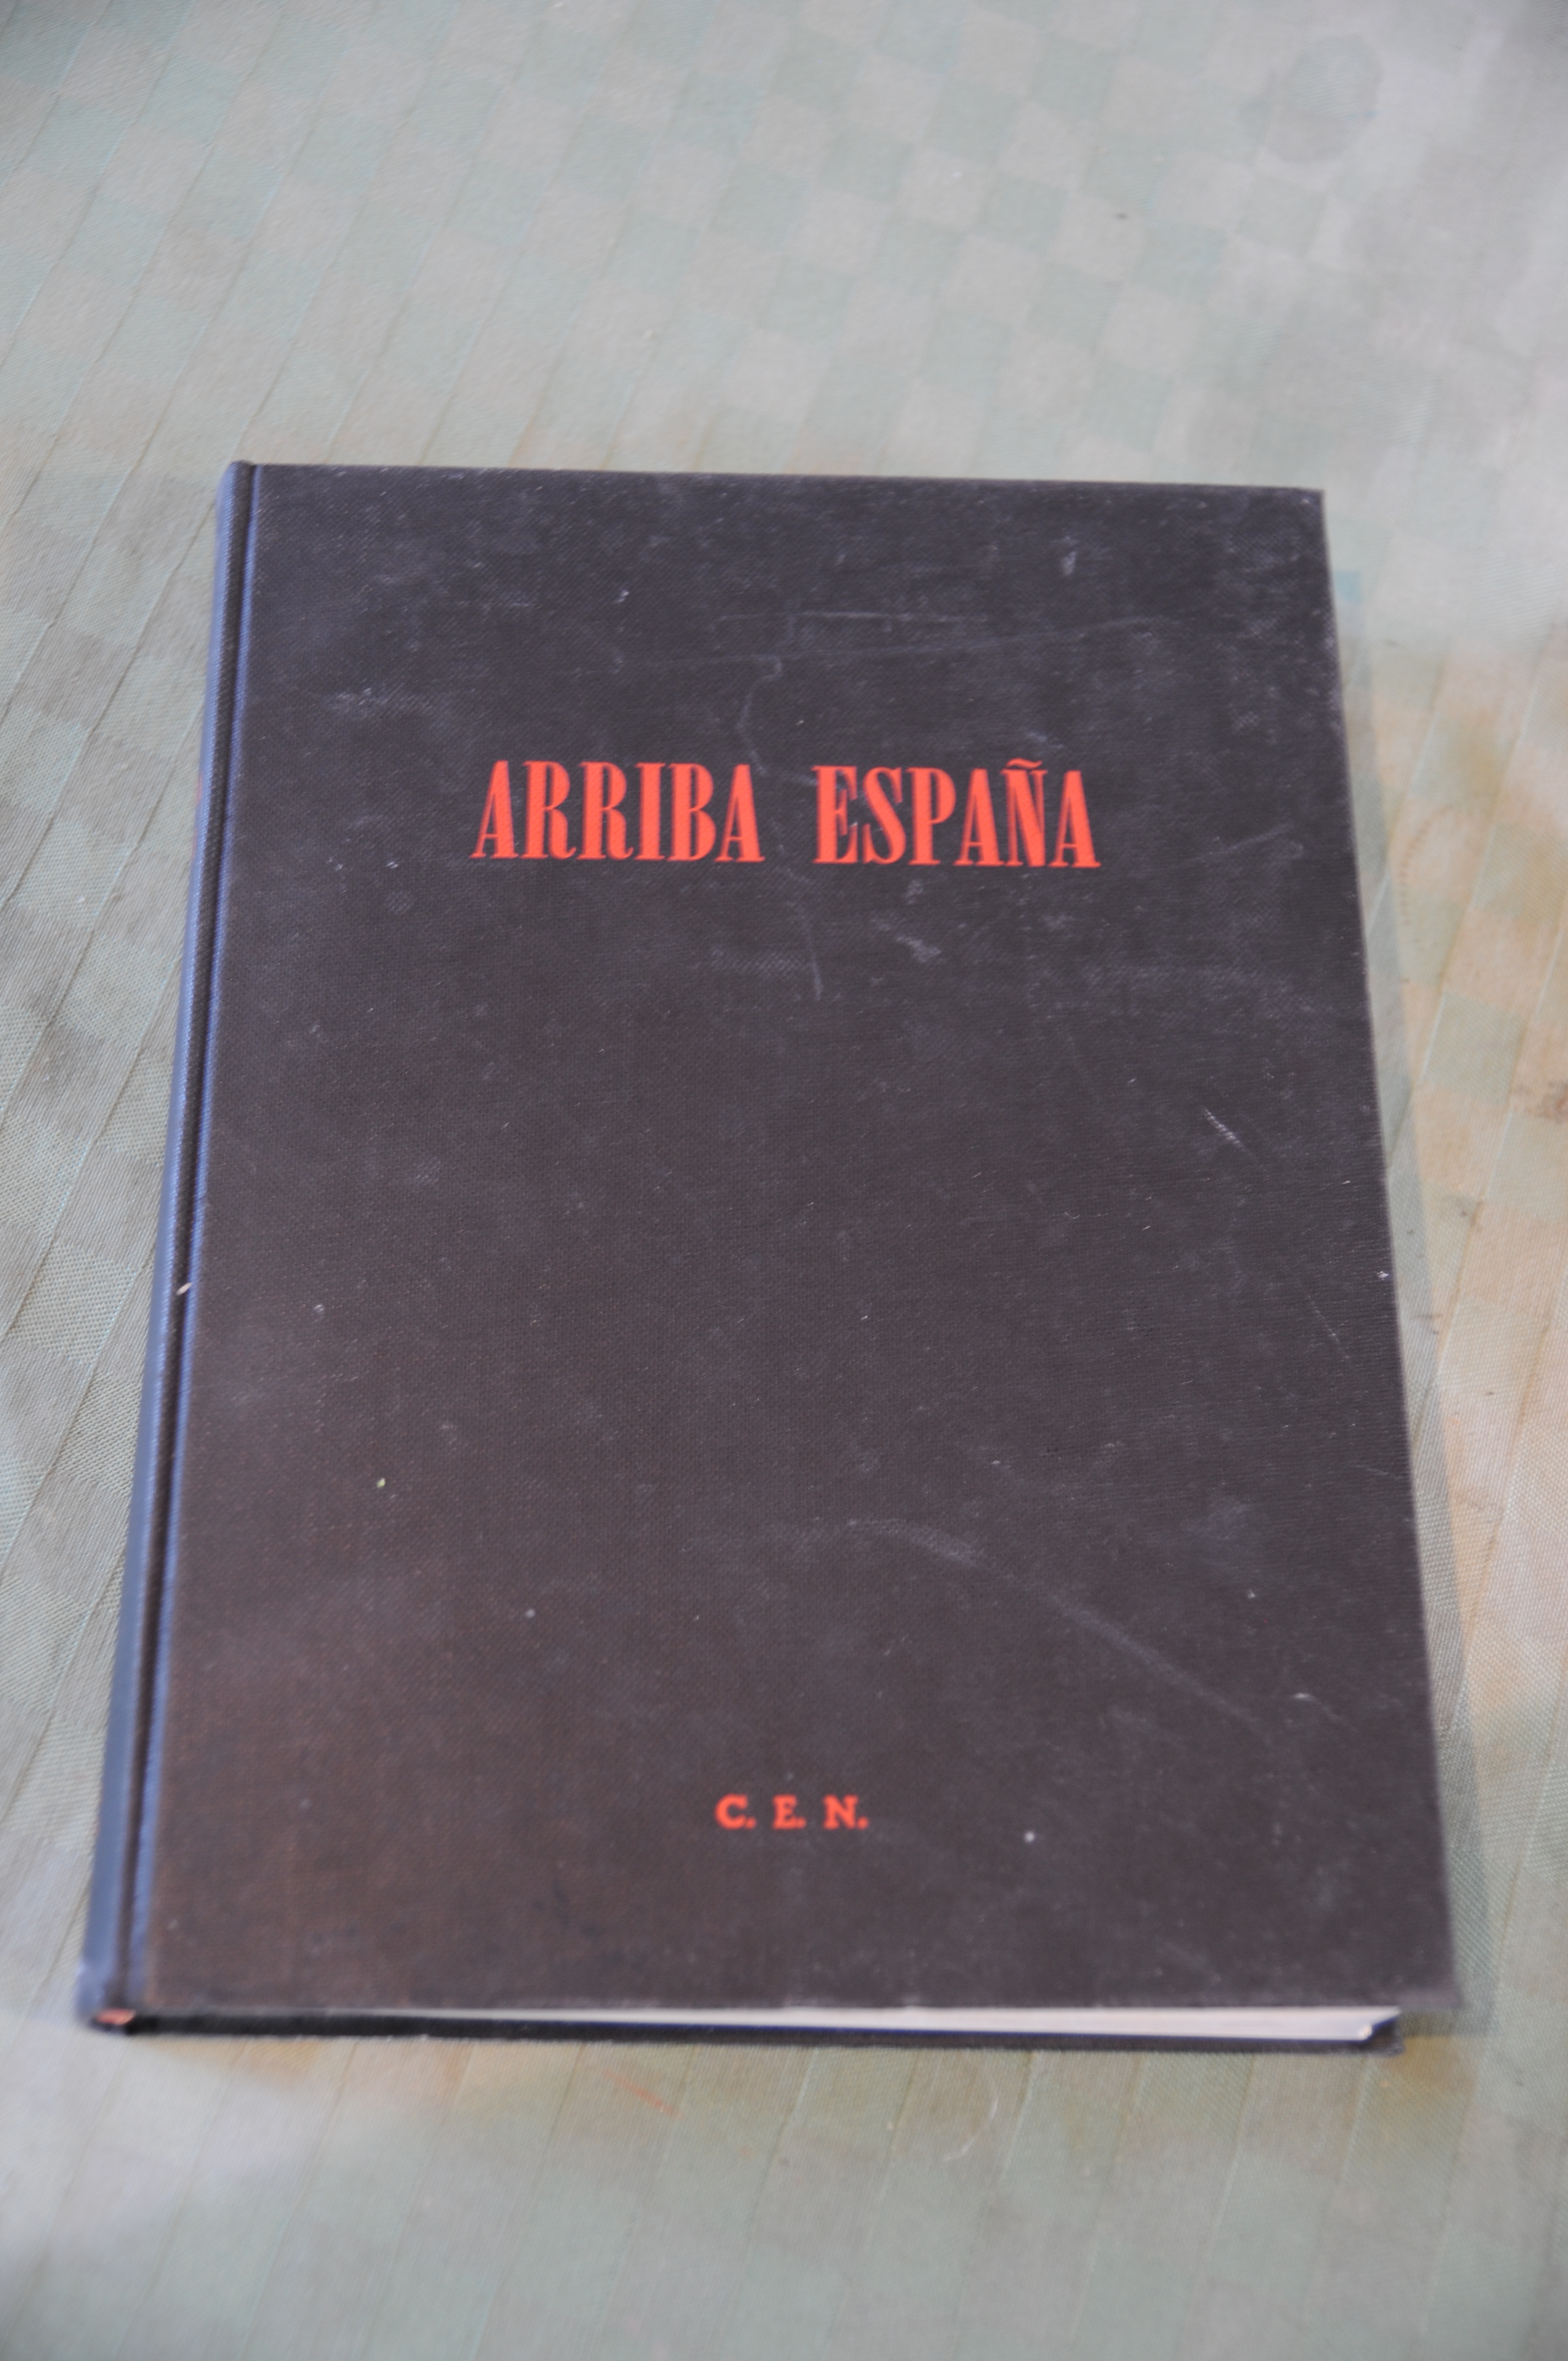 ARRIBA ESPAÑA
C. E. N.